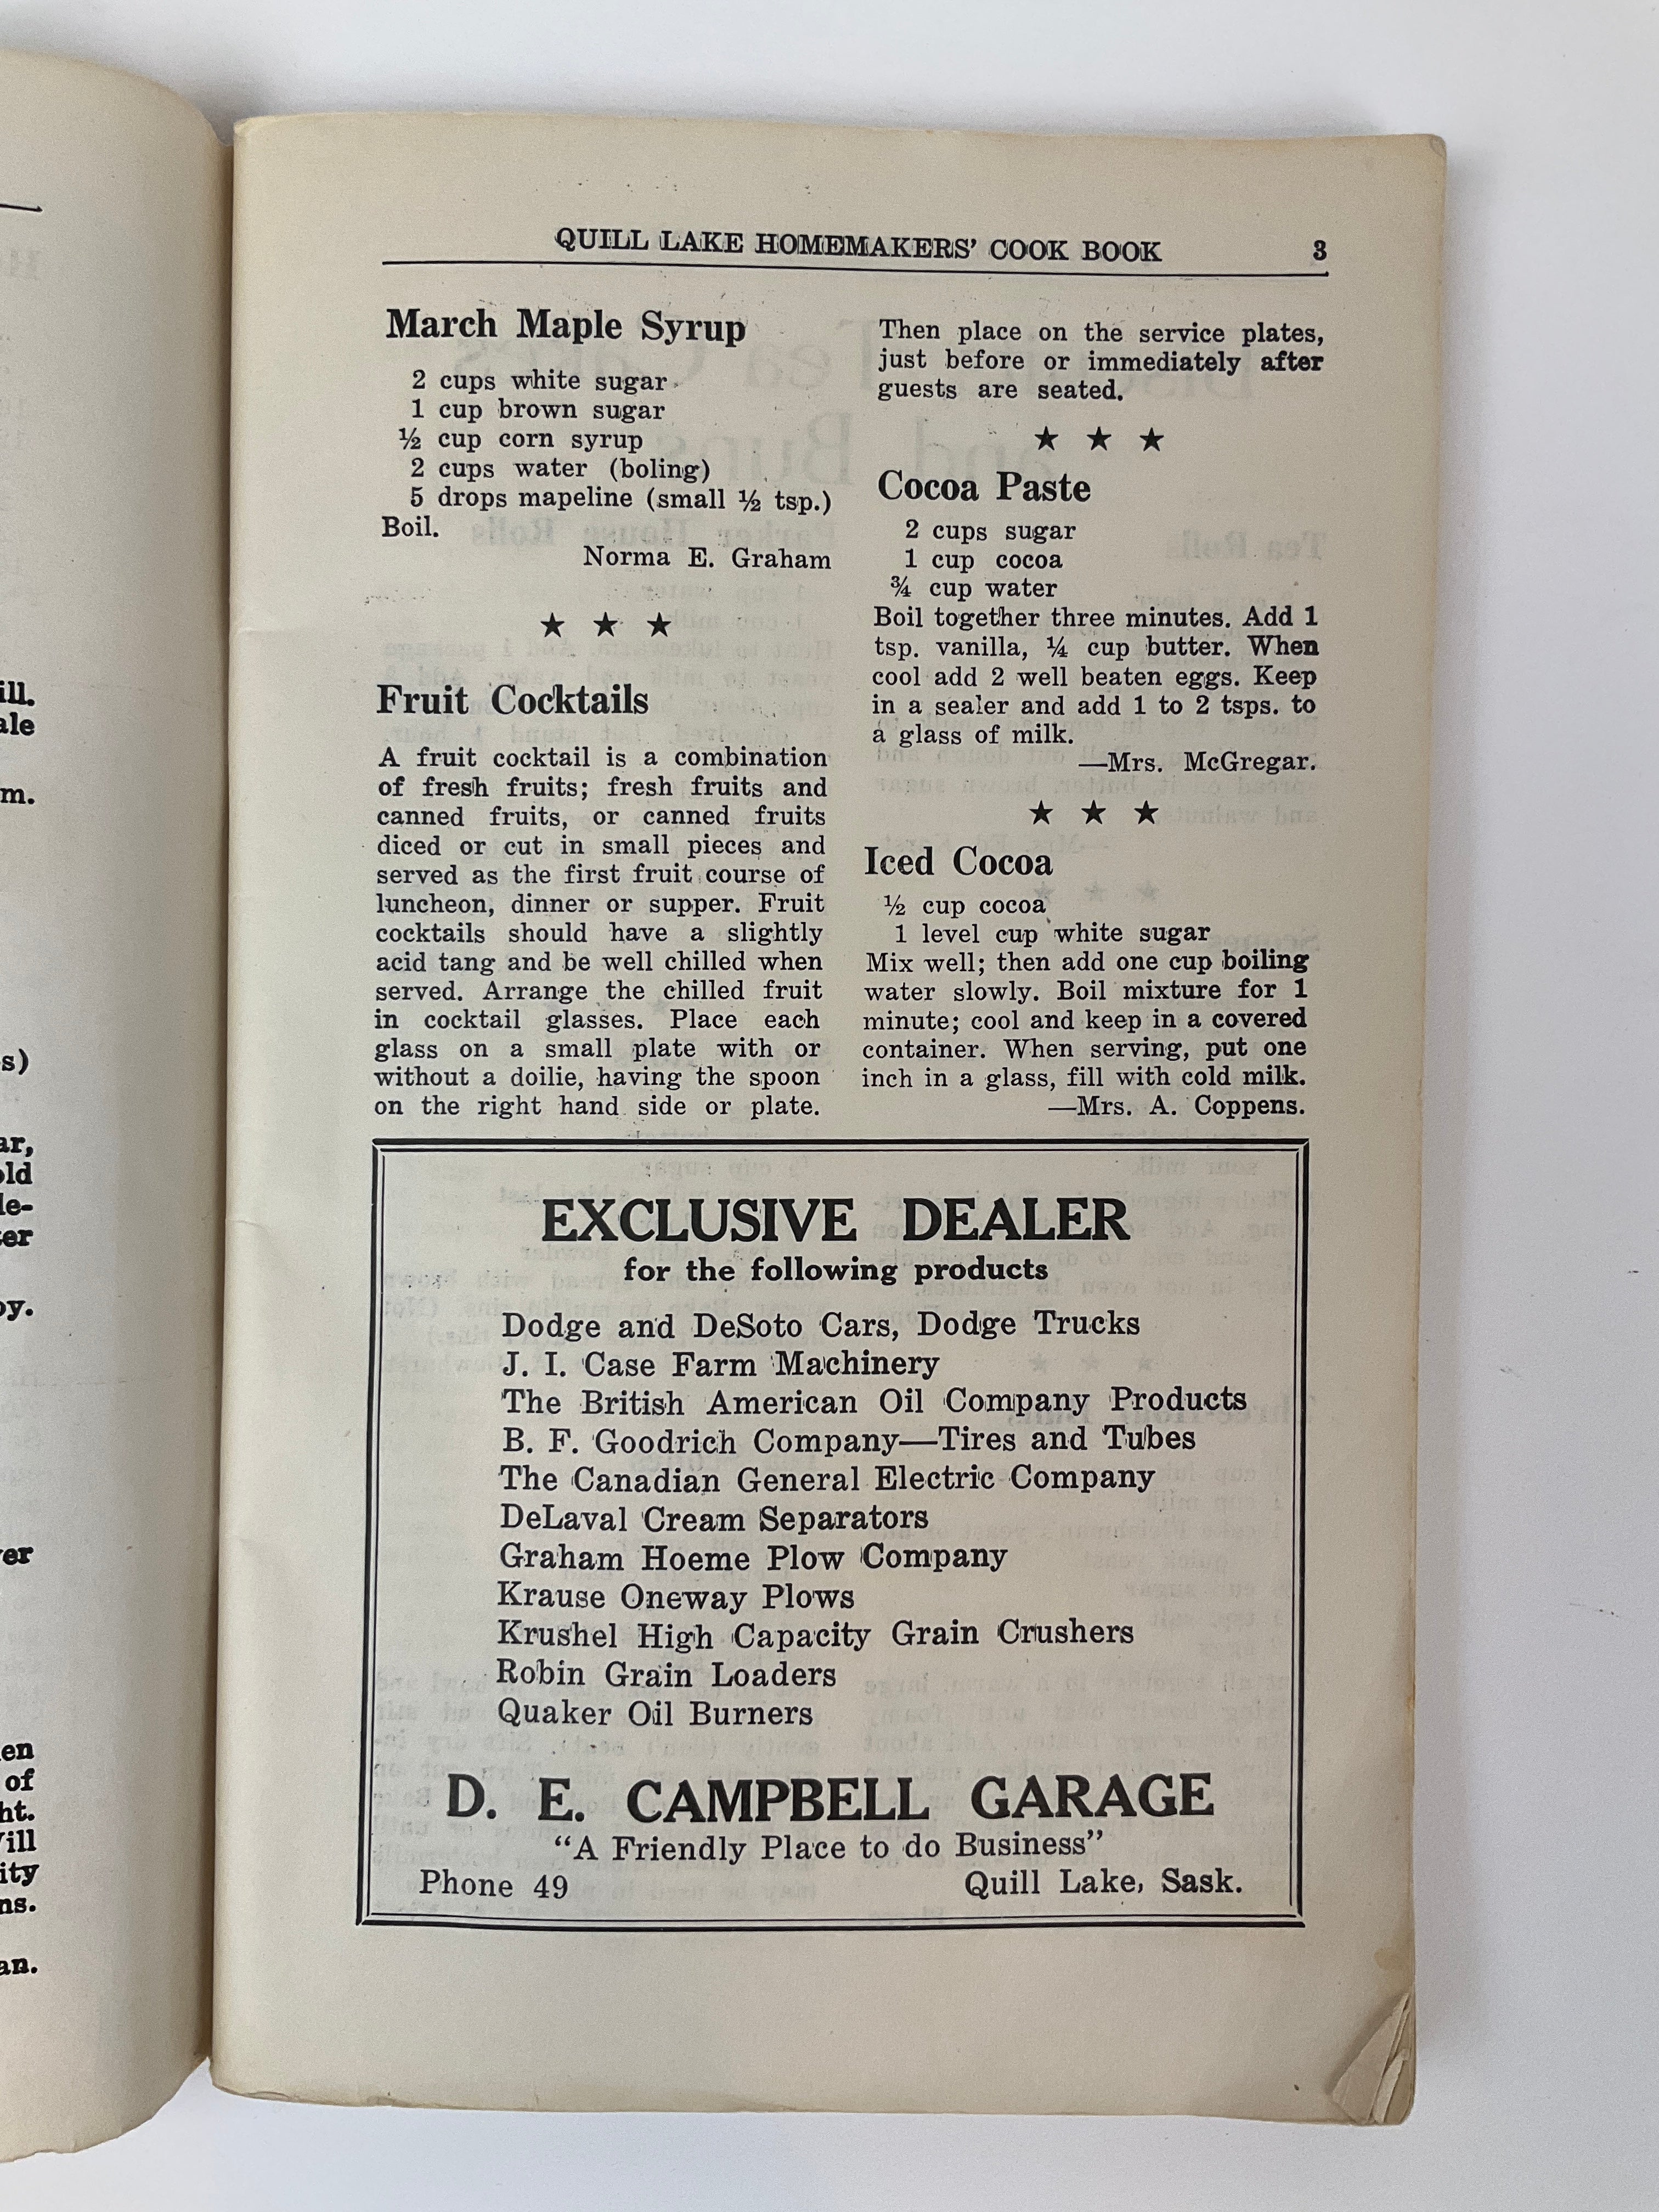 QUILL LAKE HOMEMAKERS' COOK BOOK 3
March Maple Syrup
2 cups white sugar
1 cup brown sugar
½ cup corn syrup
2 cups water (boling)
5 drops mapeline (small ½ tsp.)
Boil.
Norma E. Graham
★ ★ ★
Fruit Cocktails
A fruit cocktail is a combination
of fresh fruits; fresh fruits and
canned fruits, or canned fruits
diced or cut in small pieces and
served as the first fruit course of
luncheon, dinner or supper. Fruit
cocktails should have a slightly
acid tang and be well chilled when
served. Arrange the chilled fruit
in cocktail glasses. Place each
glass on a small plate with or
without a doilie, having the spoon
on the right hand side or plate.
Then place on the service plates,
just before or immediately after
guests are seated.
★ ★ ★
Cocoa Paste
2 cups sugar
1 cup cocoa
¾ cup water
Boil together three minutes. Add 1
tsp. vanilla, ¼ cup butter. When
cool add 2 well beaten eggs. Keep
in a sealer and add 1 to 2 tsps. to
a glass of milk.
—Mrs. McGregar.
★ ★ ★
Iced Cocoa
½ cup cocoa
1 level cup white sugar
Mix well; then add one cup boiling
water slowly. Boil mixture for 1
minute; cool and keep in a covered
container. When serving, put one
inch in a glass, fill with cold milk.
—Mrs. A. Coppens.
EXCLUSIVE DEALER
for the following products
Dodge and DeSoto Cars, Dodge Trucks
J. I. Case Farm Machinery
The British American Oil Company Products
B. F. Goodrich Company—Tires and Tubes
The Canadian General Electric Company
DeLaval Cream Separators
Graham Hoeme Plow Company
Krause Oneway Plows
Krushel High Capacity Grain Crushers
Robin Grain Loaders
Quaker Oil Burners
D. E. CAMPBELL GARAGE
"A Friendly Place to do Business"
Phone 49 Quill Lake, Sask.